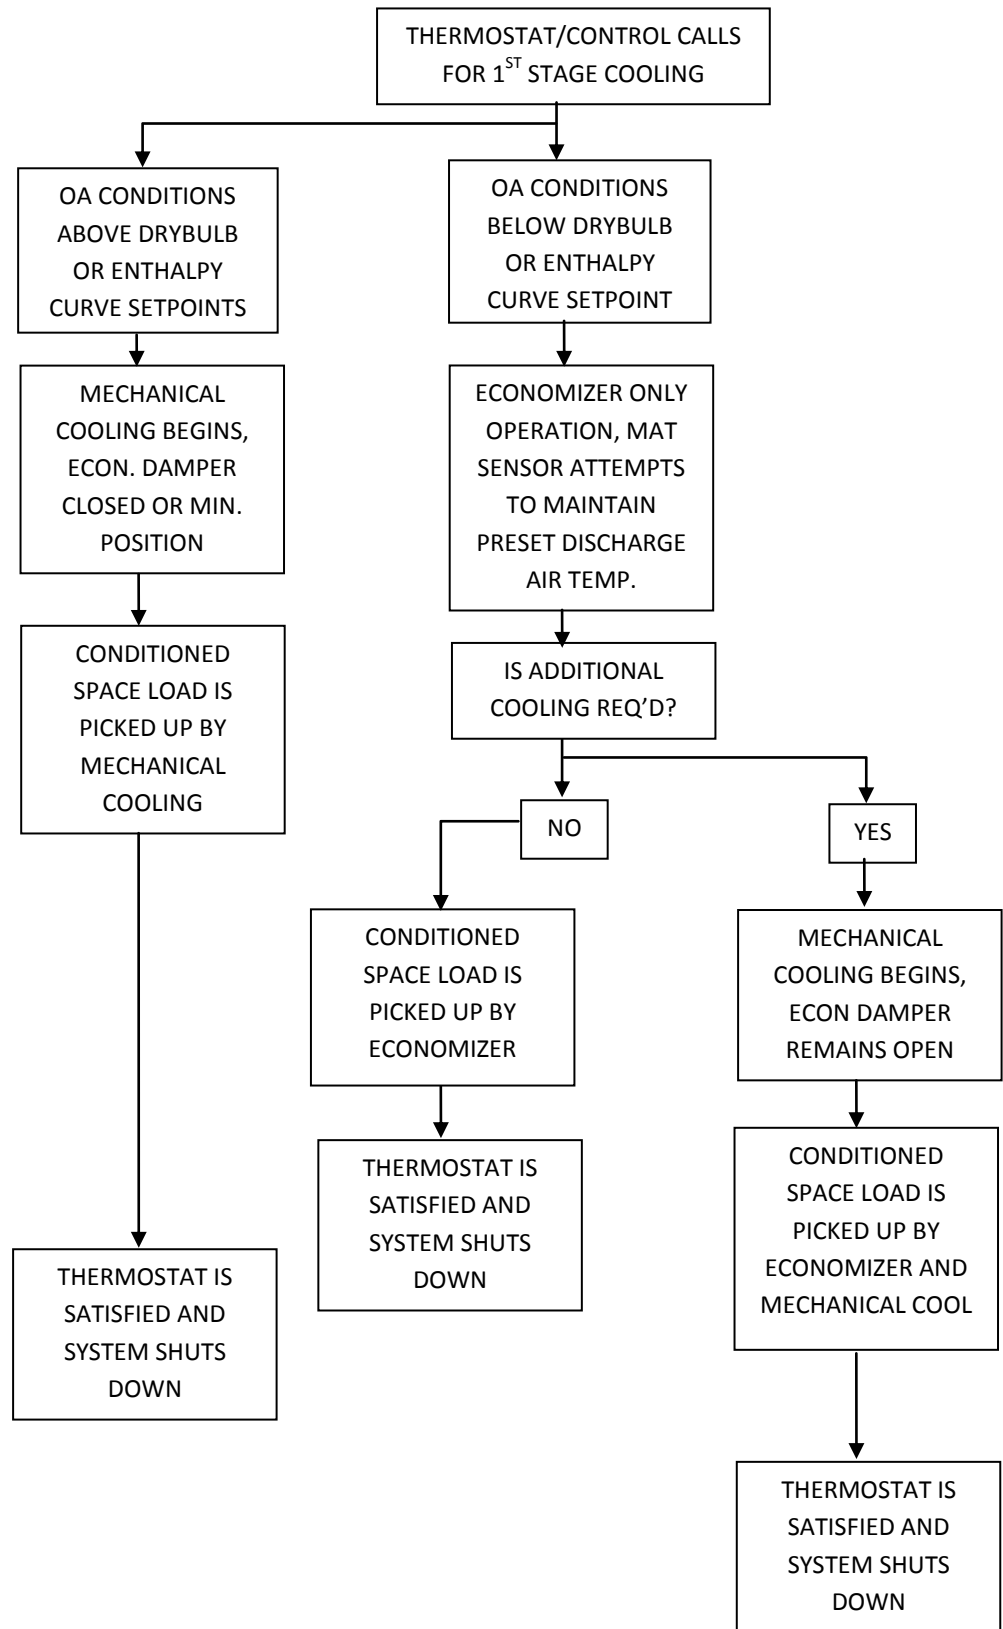 THERMOSTAT/CONTROL CALLS
FOR 1ST STAGE COOLING
OA CONDITIONS
ABOVE DRYBULB
OR ENTHALPY
CURVE SETPOINTS
OA CONDITIONS
BELOW DRYBULB
OR ENTHALPY
CURVE SETPOINT
MECHANICAL
COOLING BEGINS,
ECON. DAMPER
CLOSED OR MIN.
POSITION
ECONOMIZER ONLY
OPERATION, MAT
SENSOR ATTEMPTS
TO MAINTAIN
PRESET DISCHARGE
AIR TEMP.
CONDITIONED
SPACE LOAD IS
PICKED UP BY
MECHANICAL
COOLING
IS ADDITIONAL
COOLING REQ’D?
NO
YES
CONDITIONED
SPACE LOAD IS
PICKED UP BY
ECONOMIZER
MECHANICAL
COOLING BEGINS,
ECON DAMPER
REMAINS OPEN
THERMOSTAT IS
SATISFIED AND
SYSTEM SHUTS
DOWN
CONDITIONED
SPACE LOAD IS
PICKED UP BY
ECONOMIZER AND
MECHANICAL COOL
THERMOSTAT IS
SATISFIED AND
SYSTEM SHUTS
DOWN
THERMOSTAT IS
SATISFIED AND
SYSTEM SHUTS
DOWN